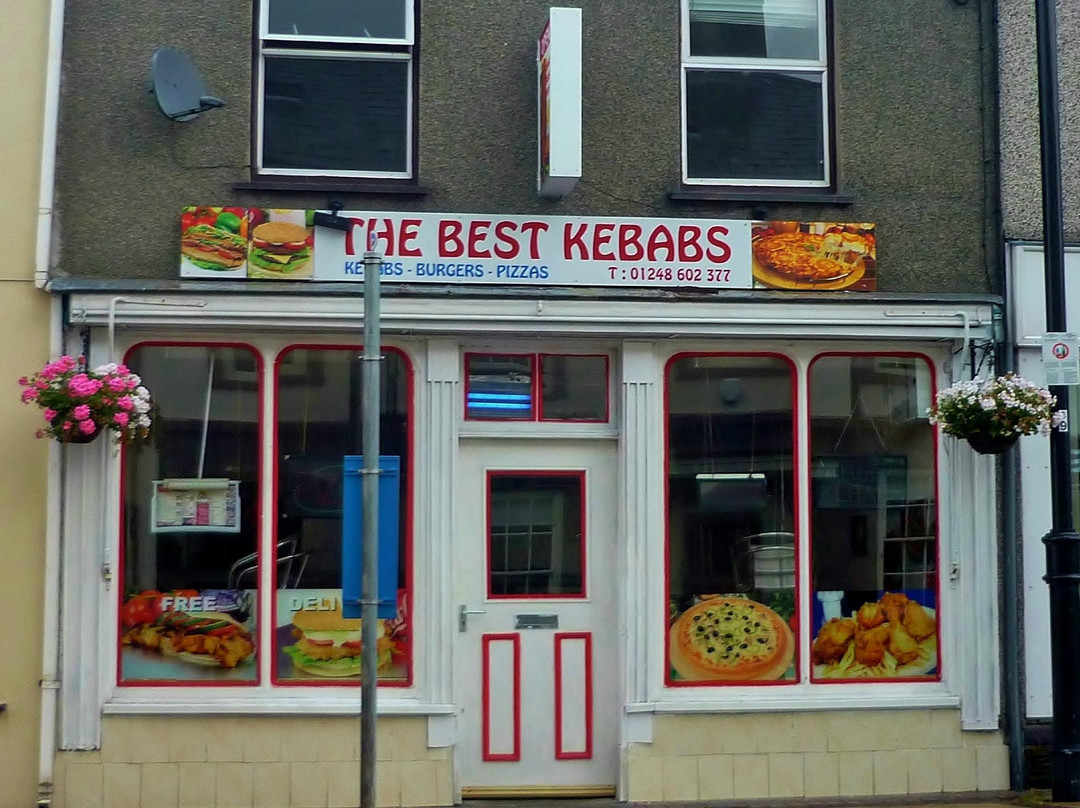 THE BEST KEBABS
KEBABS - BURGERS - PIZZAS
T : 01248 602 377
FREE
DELI